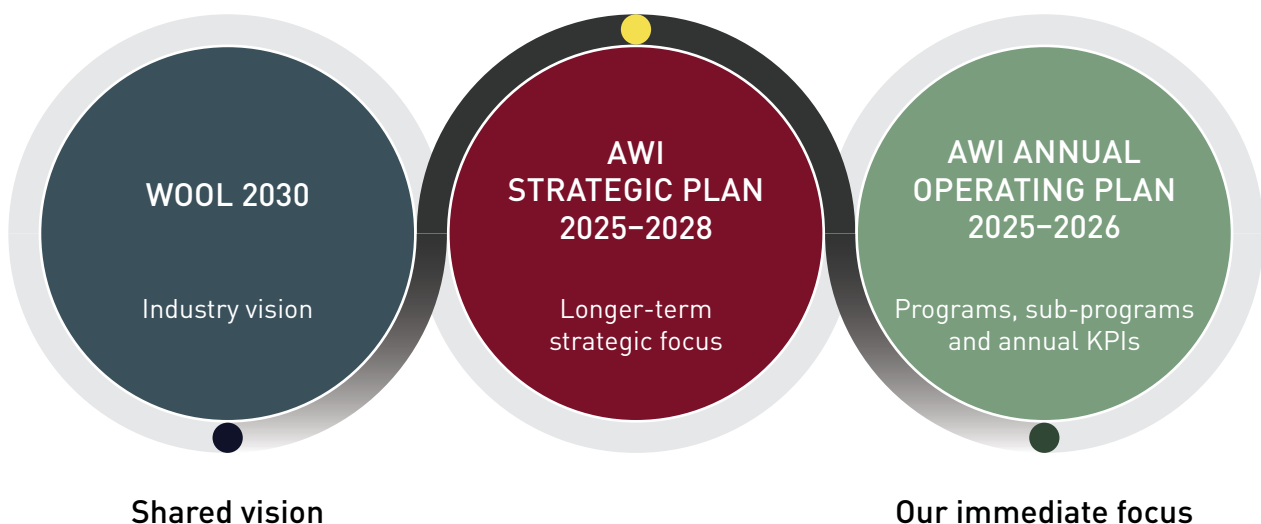 WOOL 2030
Industry vision
AWI
STRATEGIC PLAN
2025–2028
Longer-term
strategic focus
AWI ANNUAL
OPERATING PLAN
2025–2026
Programs, sub-programs
and annual KPIs
Shared vision
Our immediate focus